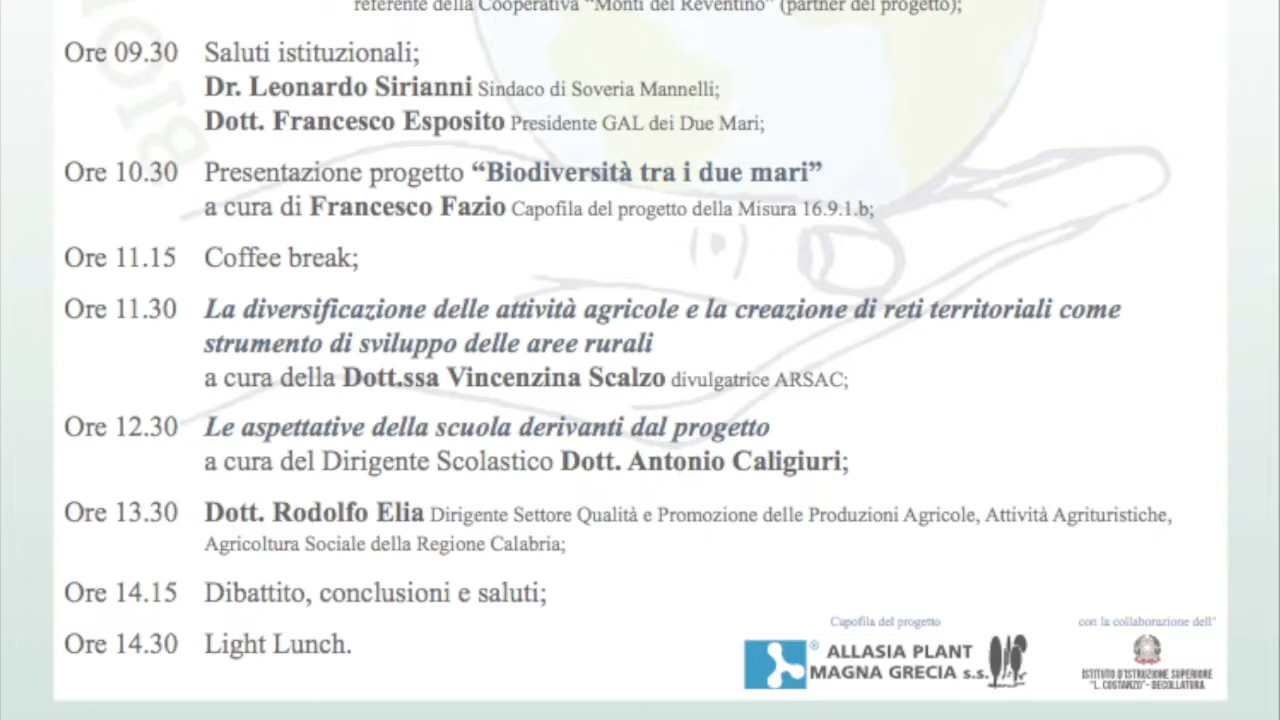 referente della Cooperativa "Monti del Reventino" (partner del progetto);
Ore 09.30 Saluti istituzionali;
Dr. Leonardo Sirianni Sindaco di Soveria Mannelli;
Dott. Francesco Esposito Presidente GAL dei Due Mari;
Ore 10.30 Presentazione progetto “Biodiversità tra i due mari”
a cura di Francesco Fazio Capofila del progetto della Misura 16.9.1.b;
Ore 11.15 Coffee break;
Ore 11.30 La diversificazione delle attività agricole e la creazione di reti territoriali come
strumento di sviluppo delle aree rurali
a cura della Dott.ssa Vincenzina Scalzo divulgatrice ARSAC;
Ore 12.30 Le aspettative della scuola derivanti dal progetto
a cura del Dirigente Scolastico Dott. Antonio Caligiuri;
Ore 13.30 Dott. Rodolfo Elia Dirigente Settore Qualità e Promozione delle Produzioni Agricole, Attività Agrituristiche,
Agricoltura Sociale della Regione Calabria;
Ore 14.15 Dibattito, conclusioni e saluti;
Ore 14.30 Light Lunch.
Capofila del progetto
® ALLASIA PLANT
MAGNA GRECIA s.s.
con la collaborazione dell'
ISTITUTO D'ISTRUZIONE SUPERIORE
"L. COSTANZO" - DECOLLATURA
BIO